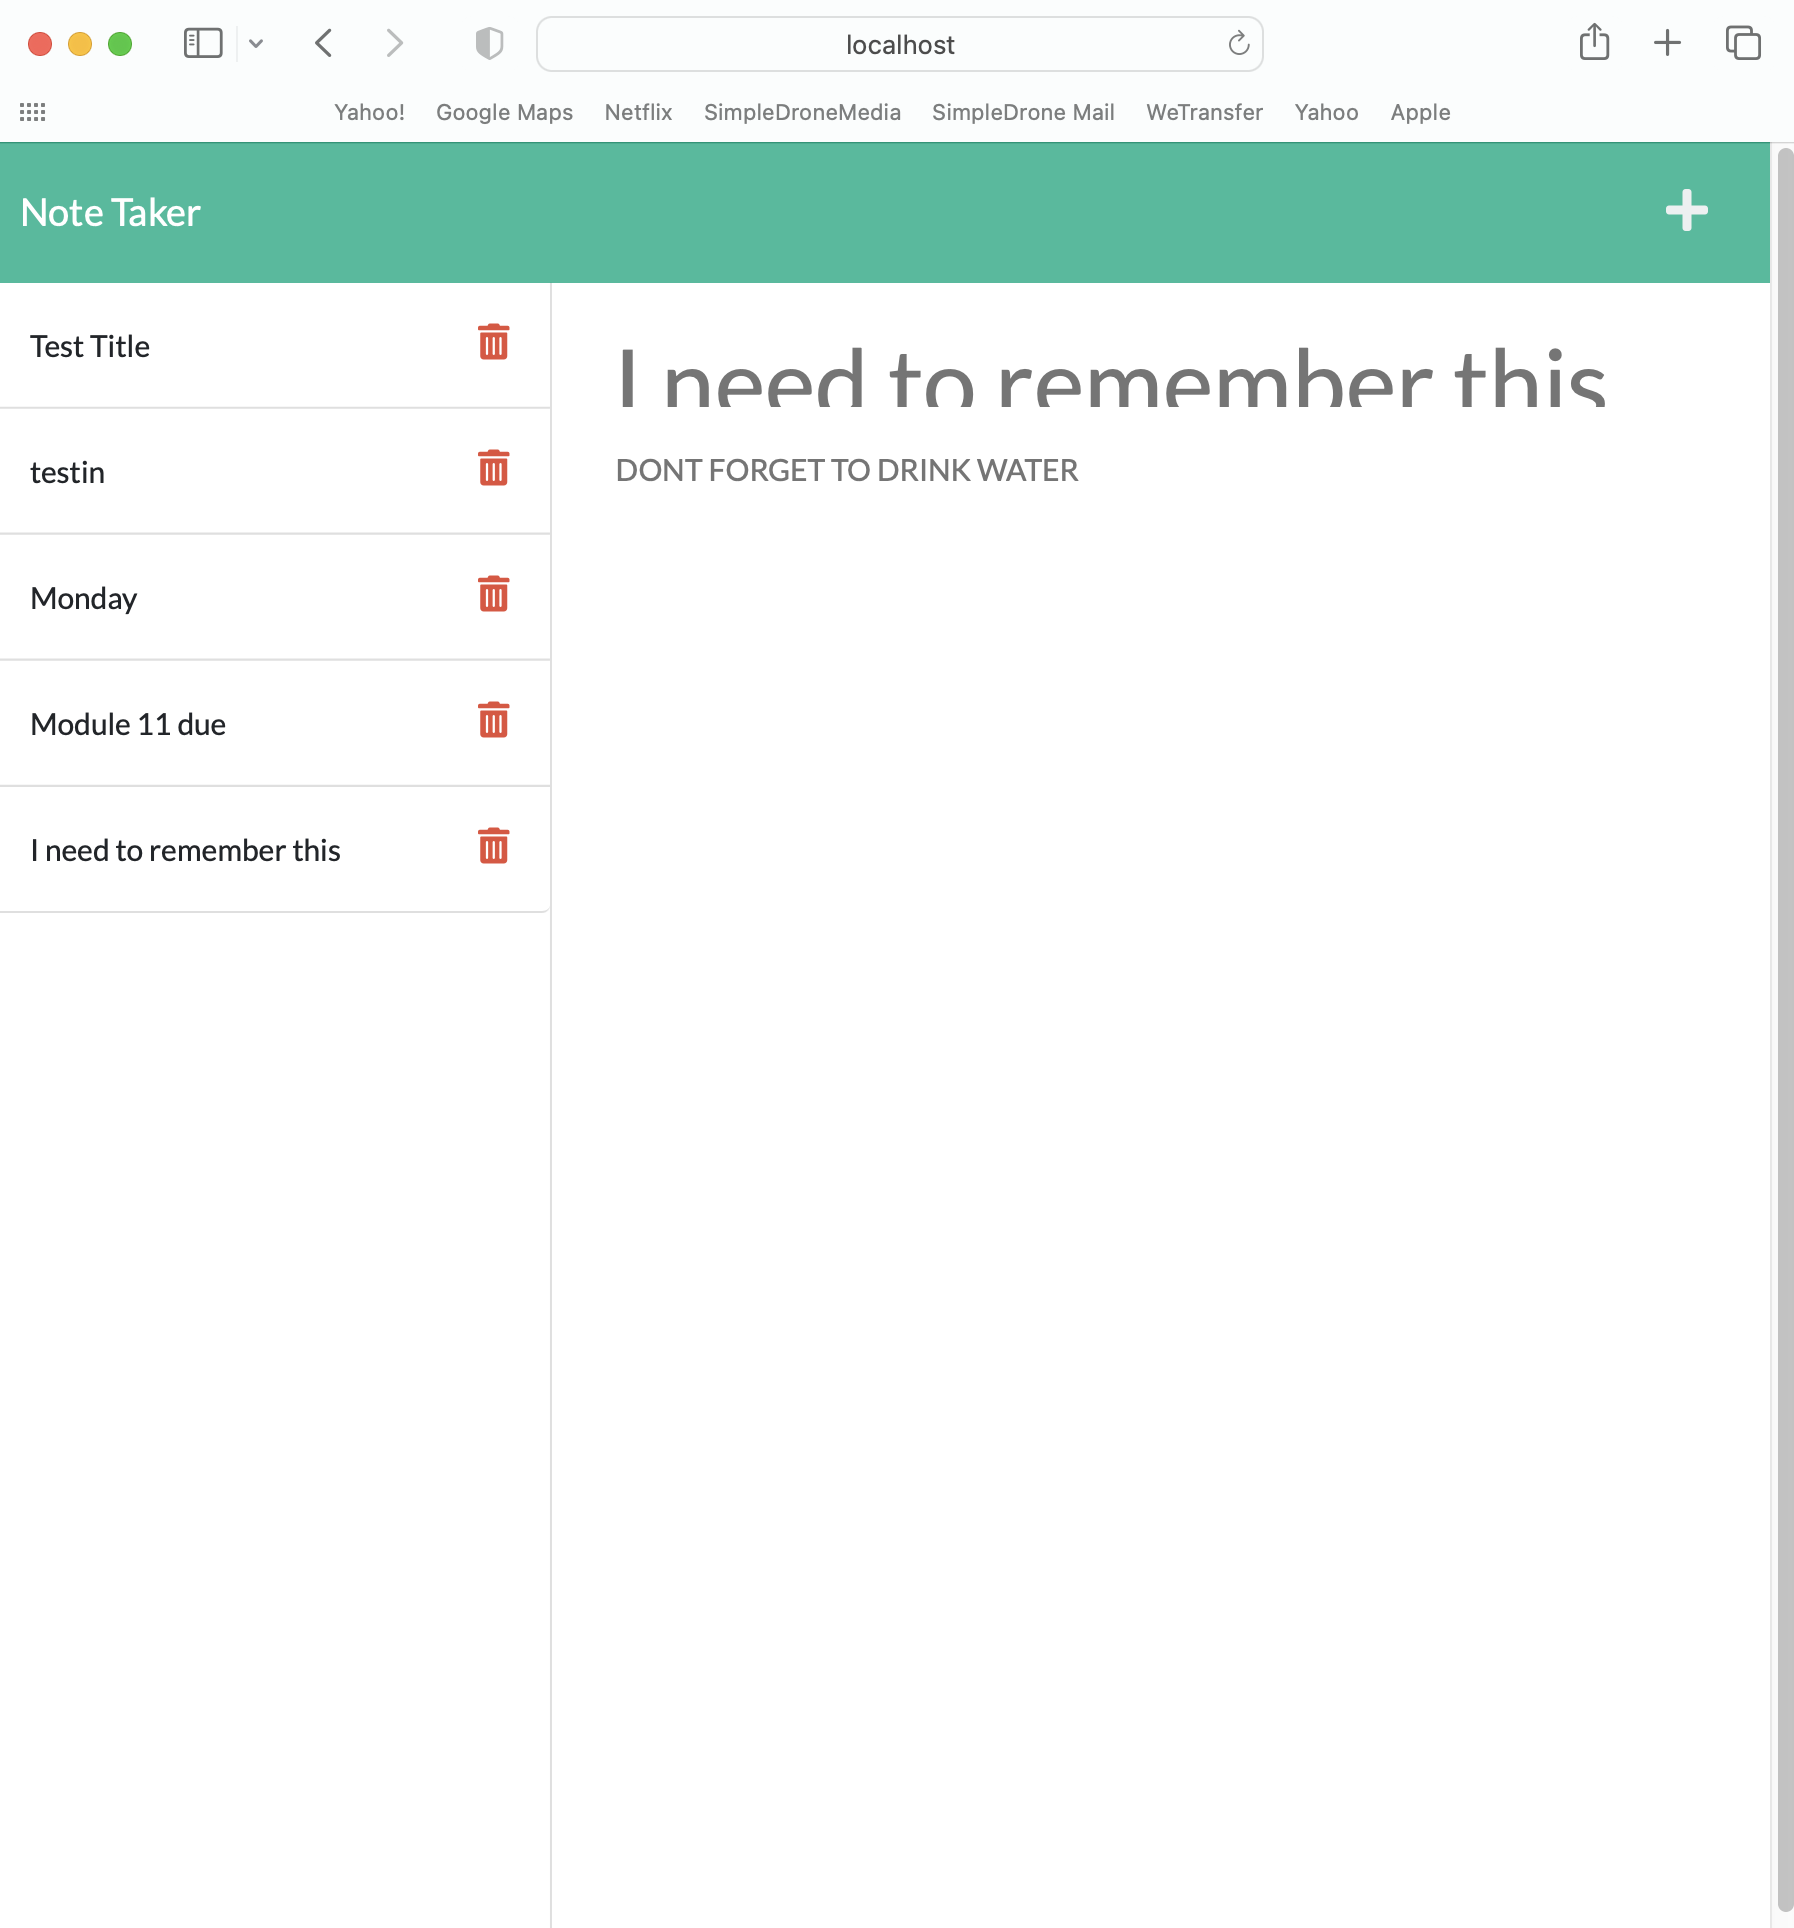 localhost
Yahoo! Google Maps Netflix SimpleDroneMedia SimpleDrone Mail WeTransfer Yahoo Apple
Note Taker
Test Title
testin
Monday
Module 11 due
I need to remember this
I need to remember this
DONT FORGET TO DRINK WATER